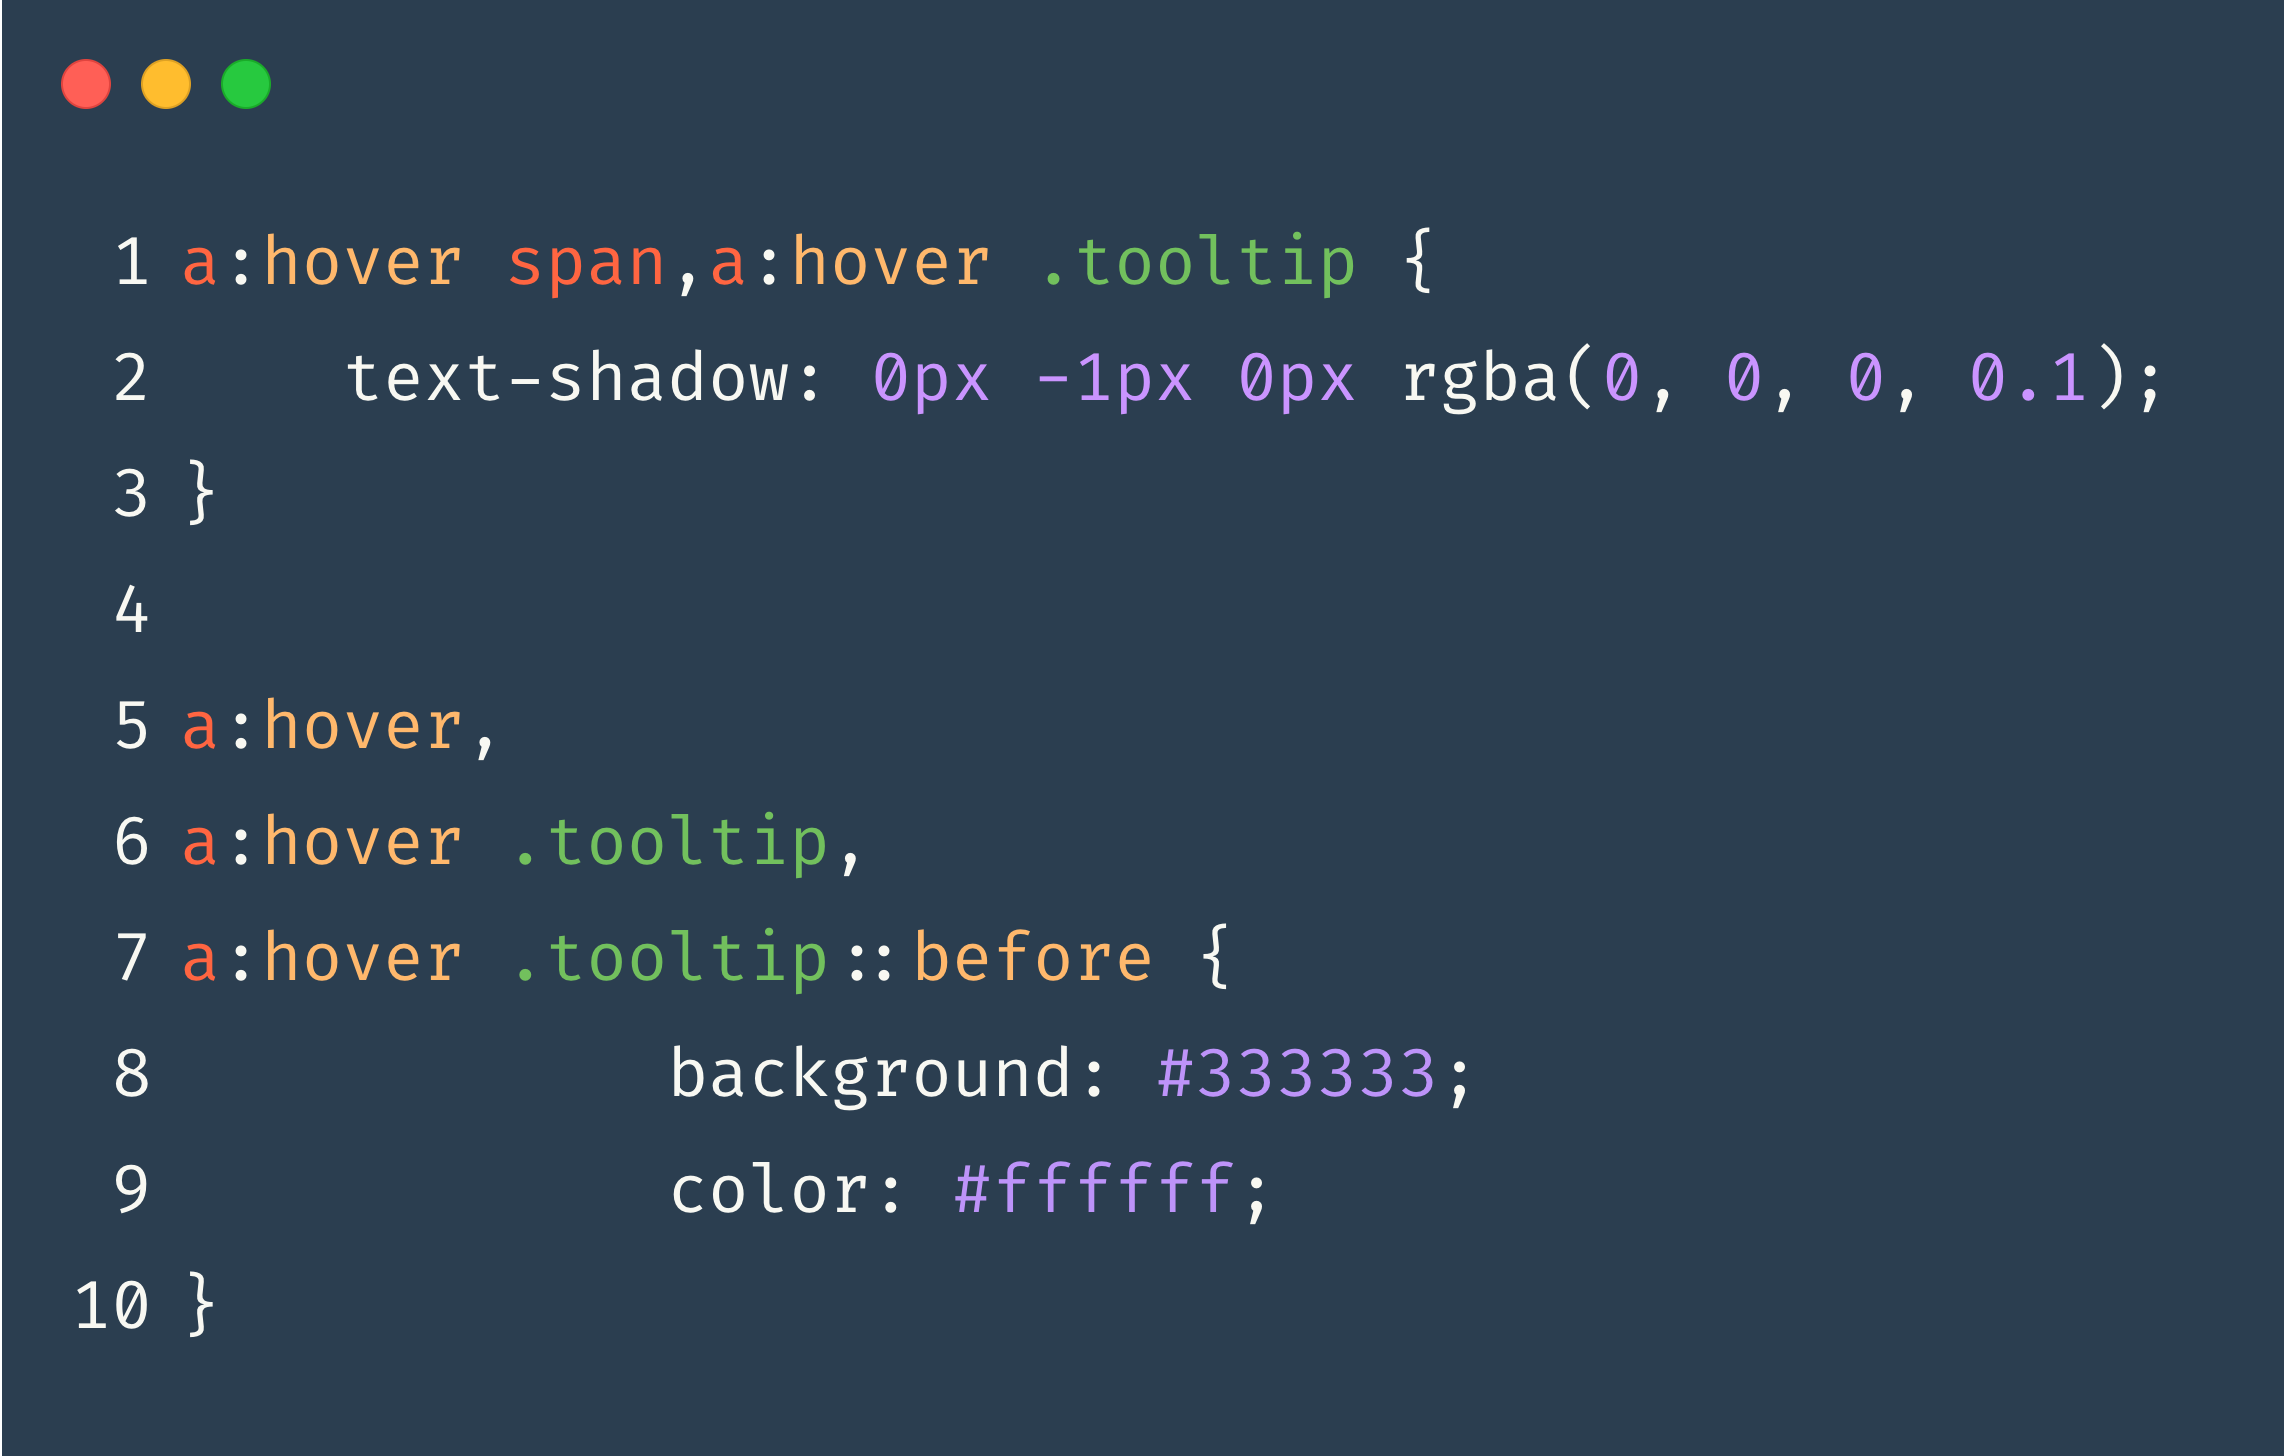 1 a:hover span,a:hover .tooltip {
2     text-shadow: 0px -1px 0px rgba(0, 0, 0, 0.1);
3 }
4
5 a:hover,
6 a:hover .tooltip,
7 a:hover .tooltip::before {
8             background: #333333;
9             color: #ffffff;
10 }